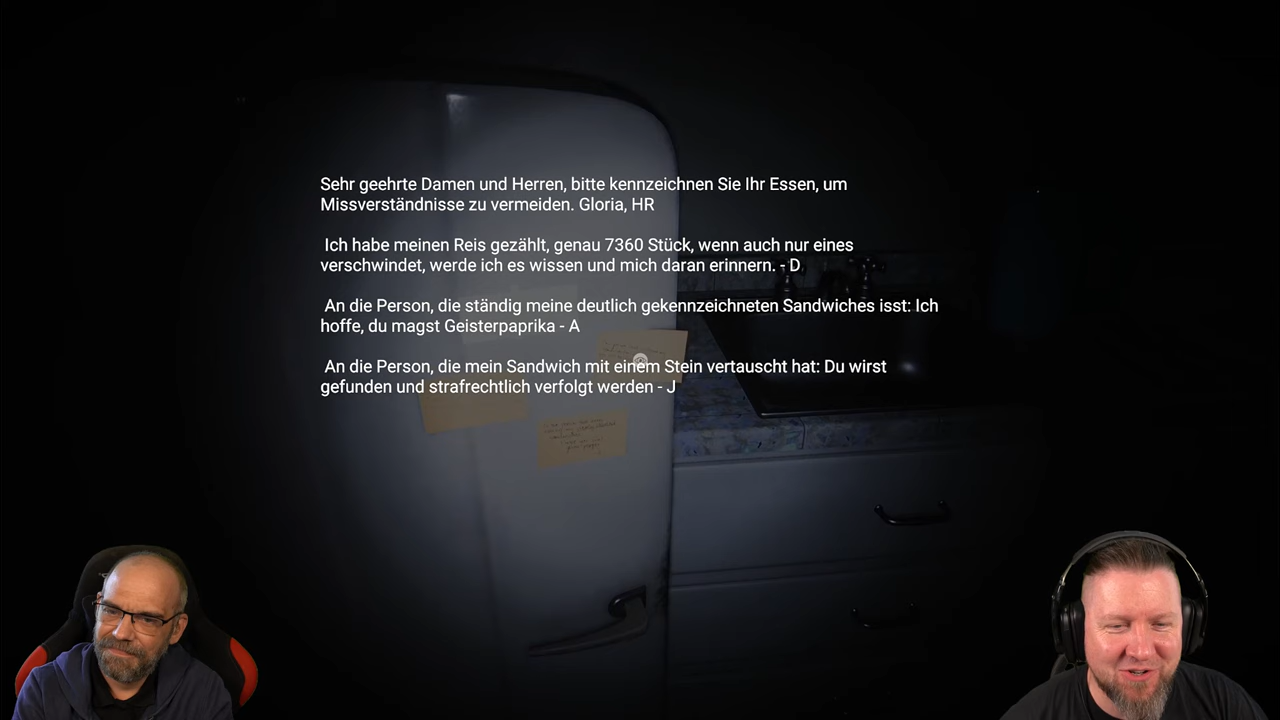 Sehr geehrte Damen und Herren, bitte kennzeichnen Sie Ihr Essen, um
Missverständnisse zu vermeiden. Gloria, HR
Ich habe meinen Reis gezählt, genau 7360 Stück, wenn auch nur eines
verschwindet, werde ich es wissen und mich daran erinnern. - D
An die Person, die ständig meine deutlich gekennzeichneten Sandwiches isst: Ich
hoffe, du magst Geisterpaprika - A
An die Person, die mein Sandwich mit einem Stein vertauscht hat: Du wirst
gefunden und strafrechtlich verfolgt werden - J